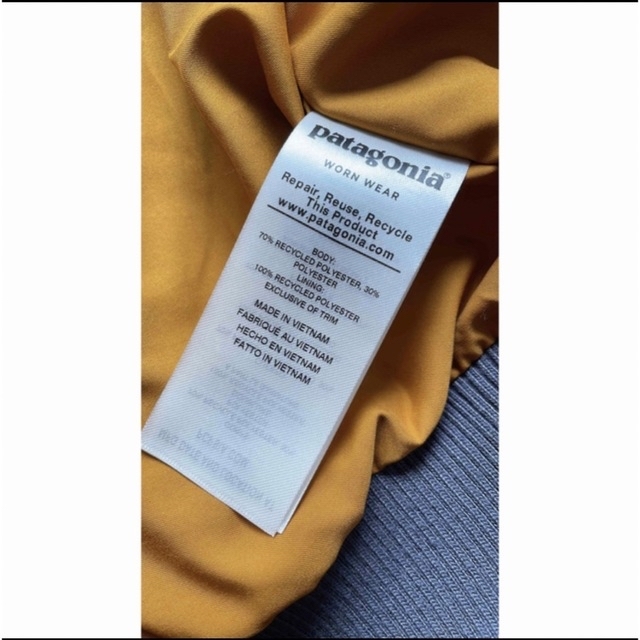 patagonia®
WORN WEAR
Repair, Reuse, Recycle
This Product
www.patagonia.com
BODY:
70% RECYCLED POLYESTER, 30%
POLYESTER
LINING:
100% RECYCLED POLYESTER
EXCLUSIVE OF TRIM
MADE IN VIETNAM
FABRIQUÉ AU VIETNAM
HECHO EN VIETNAM
FATTO IN VIETNAM